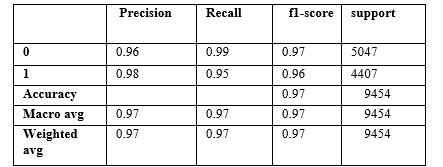 Precision Recall f1-score support
0 0.96 0.99 0.97 5047
1 0.98 0.95 0.96 4407
Accuracy 0.97 9454
Macro avg 0.97 0.97 0.97 9454
Weighted 0.97 0.97 0.97 9454
avg